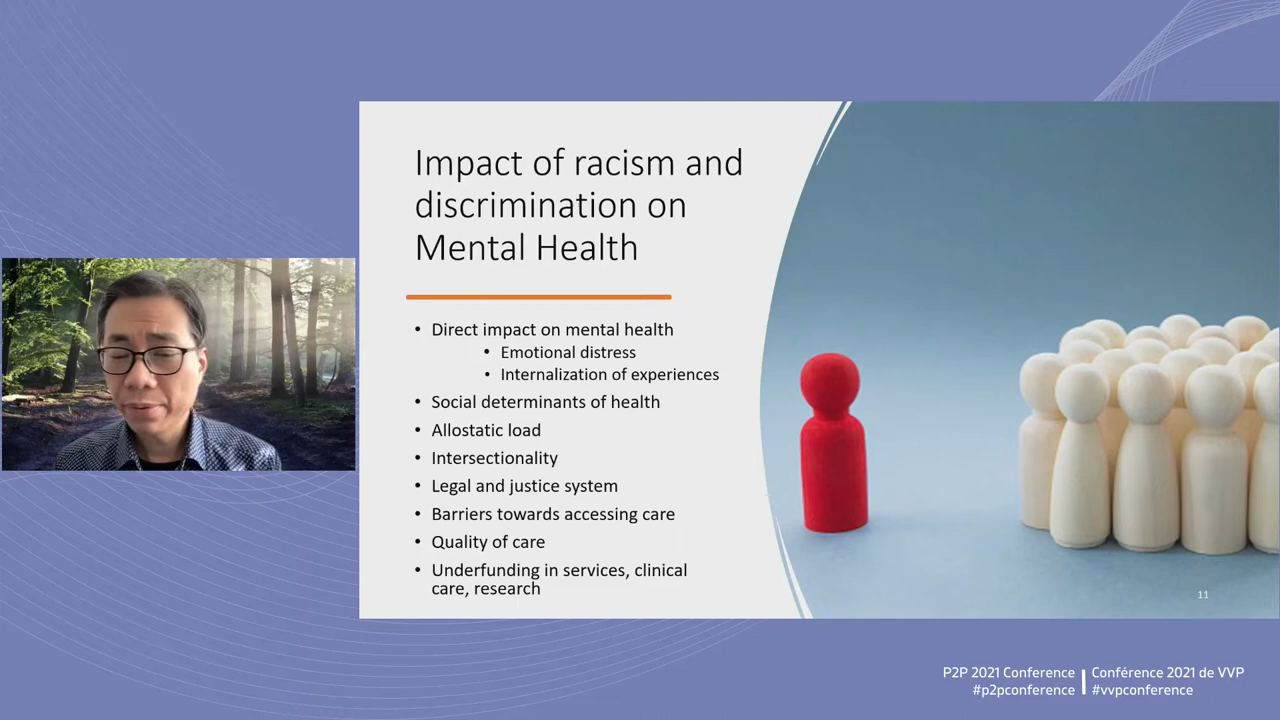 Impact of racism and
discrimination on
Mental Health
• Direct impact on mental health
• Emotional distress
• Internalization of experiences
• Social determinants of health
• Allostatic load
• Intersectionality
• Legal and justice system
• Barriers towards accessing care
• Quality of care
• Underfunding in services, clinical
care, research
11
P2P 2021 Conference
#p2pconference
Conférence 2021 de VVP
#vvpconference